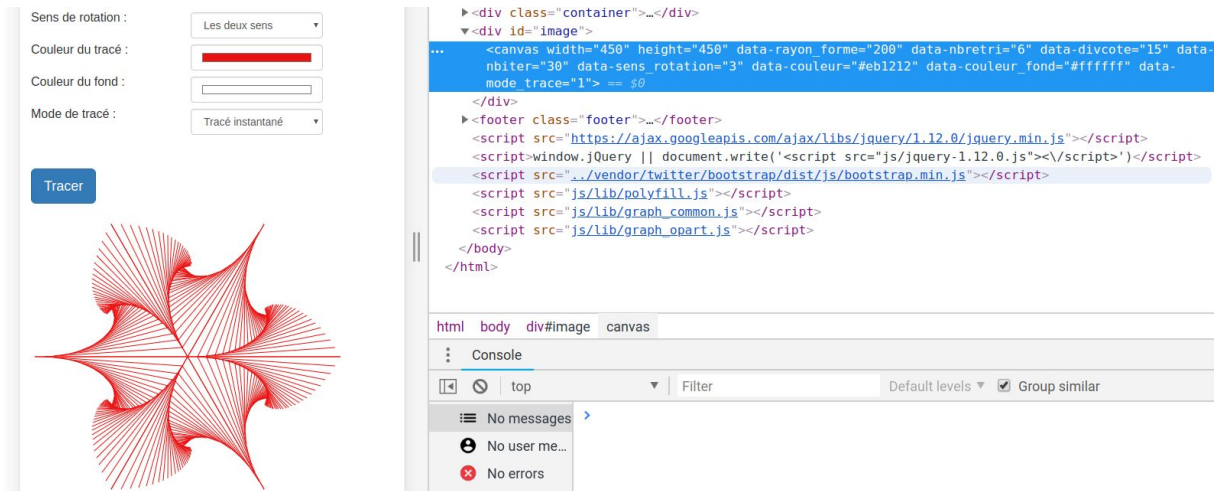 Sens de rotation :
Les deux sens
Couleur du tracé :
Couleur du fond :
Mode de tracé :
Tracé instantané
Tracer
<div class="container">…</div>
<div id="image">
... <canvas width="450" height="450" data-rayon_forme="200" data-nbretri="6" data-divcote="15" data-
nbiter="30" data-sens_rotation="3" data-couleur="#eb1212" data-couleur_fond="#ffffff" data-
mode_trace="1"> == $0
</div>
<footer class="footer">…</footer>
<script src="https://ajax.googleapis.com/ajax/libs/jquery/1.12.0/jquery.min.js"></script>
<script>window.jQuery || document.write('<script src="js/jquery-1.12.0.js"><\/script>')</script>
<script src="../vendor/twitter/bootstrap/dist/js/bootstrap.min.js"></script>
<script src="js/lib/polyfill.js"></script>
<script src="js/lib/graph_common.js"></script>
<script src="js/lib/graph_opart.js"></script>
</body>
</html>
html body div#image canvas
Console
top Filter Default levels Group similar
No messages
No user me...
No errors